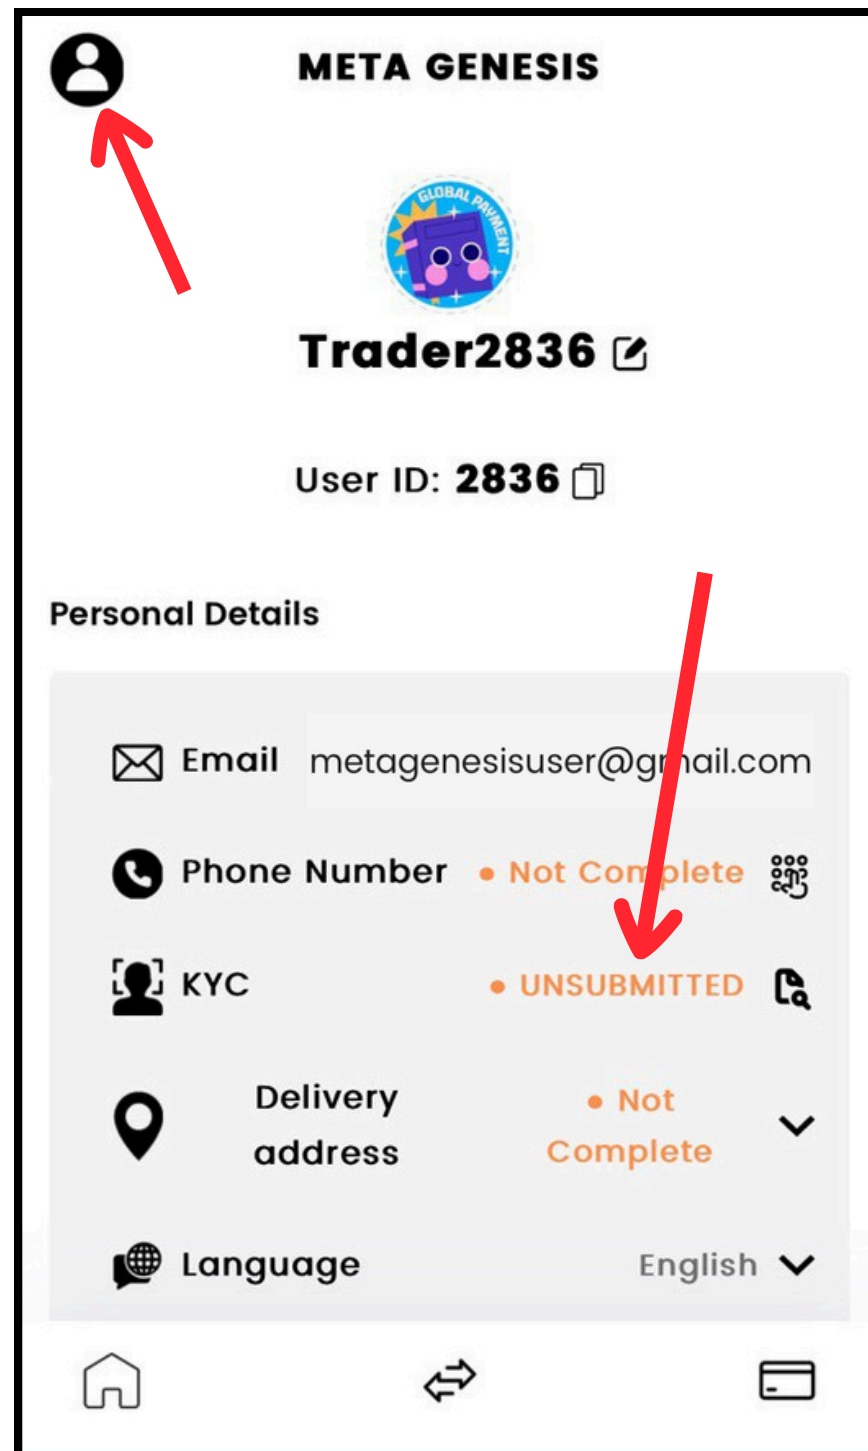 META GENESIS
GLOBAL PAYMENT
Trader2836
User ID: 2836
Personal Details
Email metagenesisuser@gmail.com
Phone Number • Not Complete
KYC • UNSUBMITTED
Delivery address • Not Complete
Language English